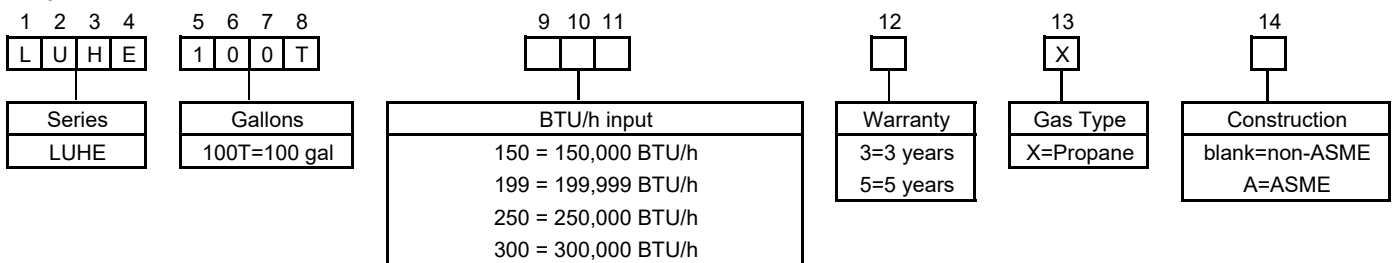 1 2 3 4 5 6 7 8 9 10 11 12 13 14
L U H E 1 0 0 T X
Series Gallons BTU/h input Warranty Gas Type Construction
LUHE 100T=100 gal 150 = 150,000 BTU/h 3=3 years X=Propane blank=non-ASME
199 = 199,999 BTU/h 5=5 years A=ASME
250 = 250,000 BTU/h
300 = 300,000 BTU/h